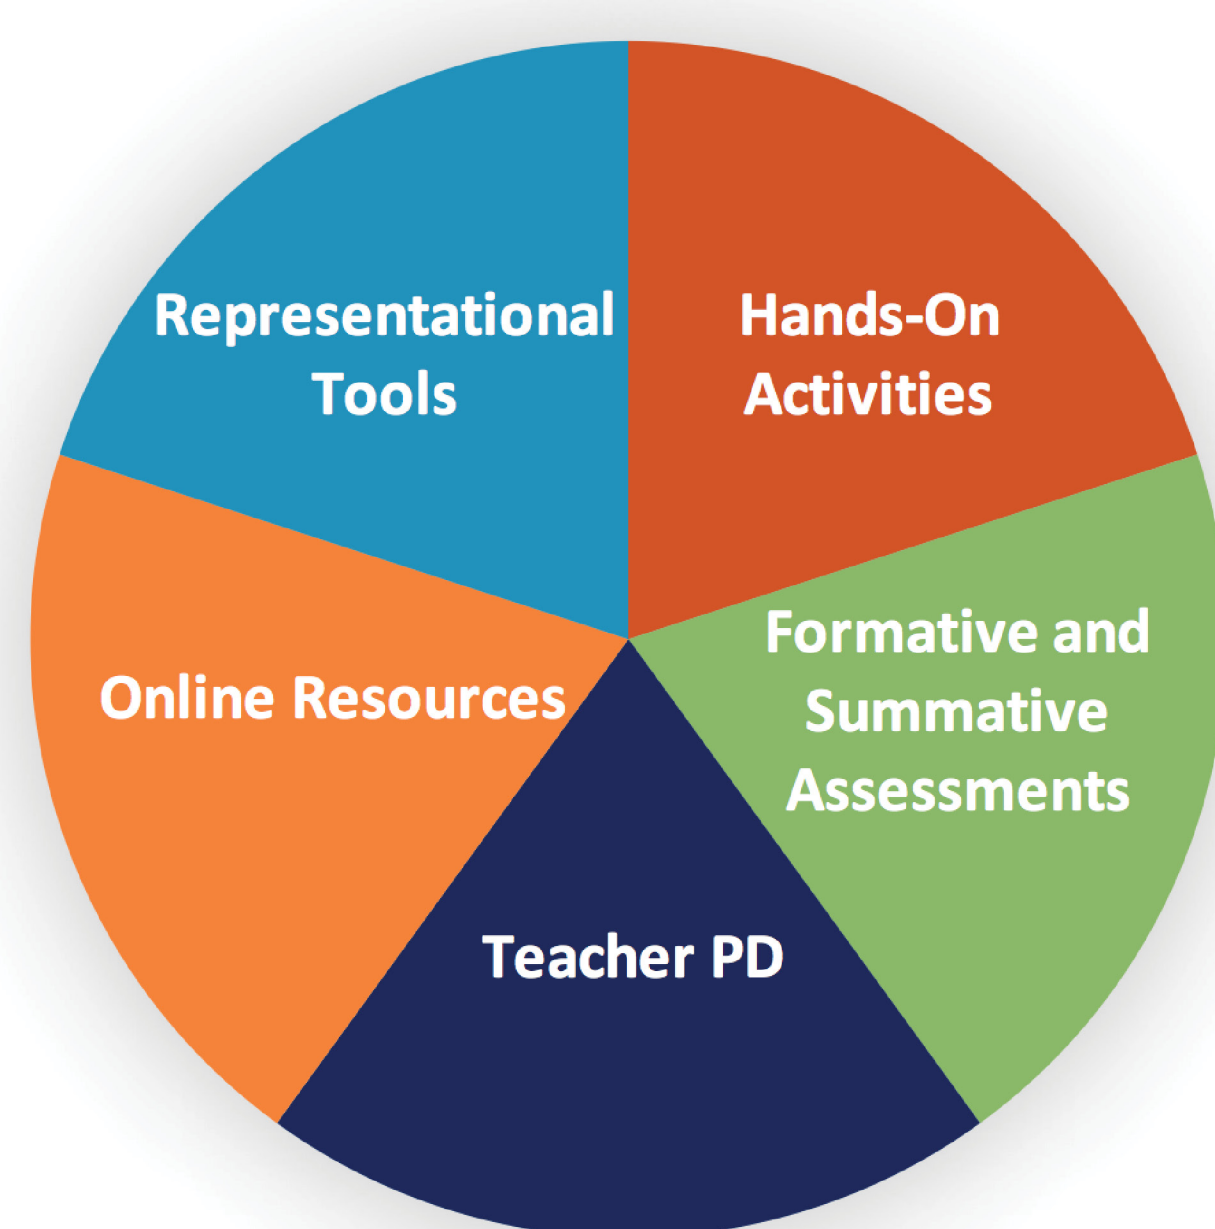 Representational
Tools
Hands-On
Activities
Formative and
Summative
Assessments
Online Resources
Teacher PD